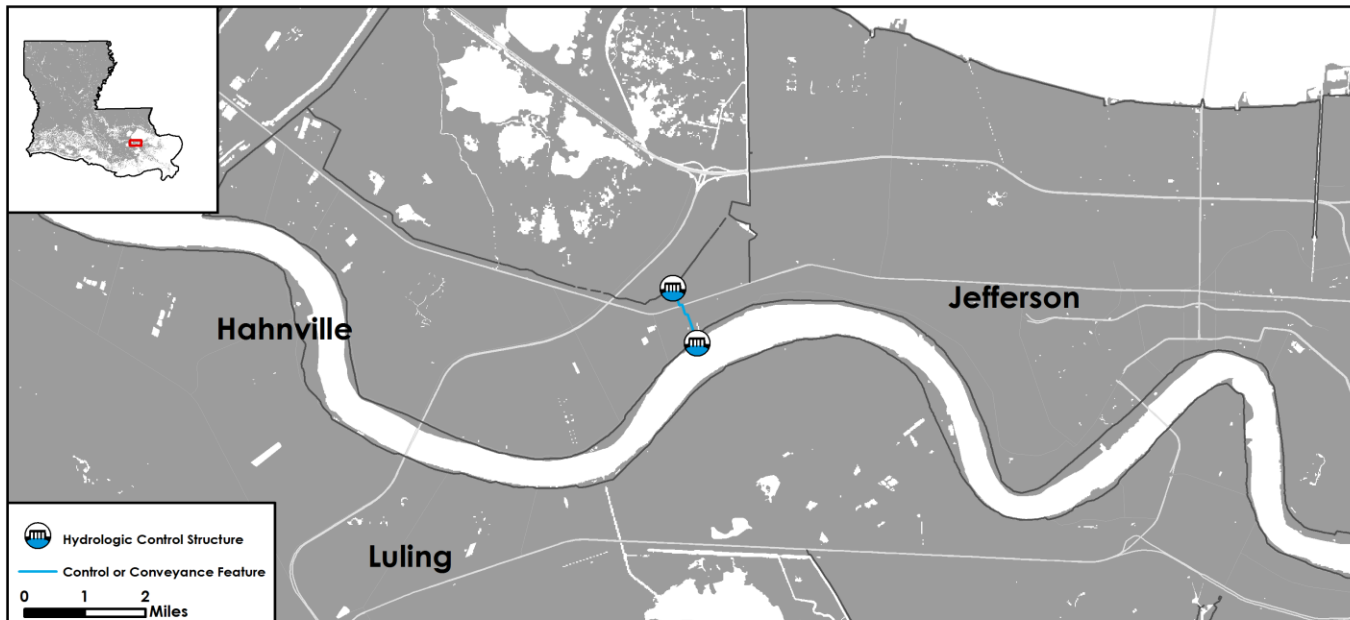 Hahnville
Jefferson
Luling
Hydrologic Control Structure
Control or Conveyance Feature
0 1 2
Miles